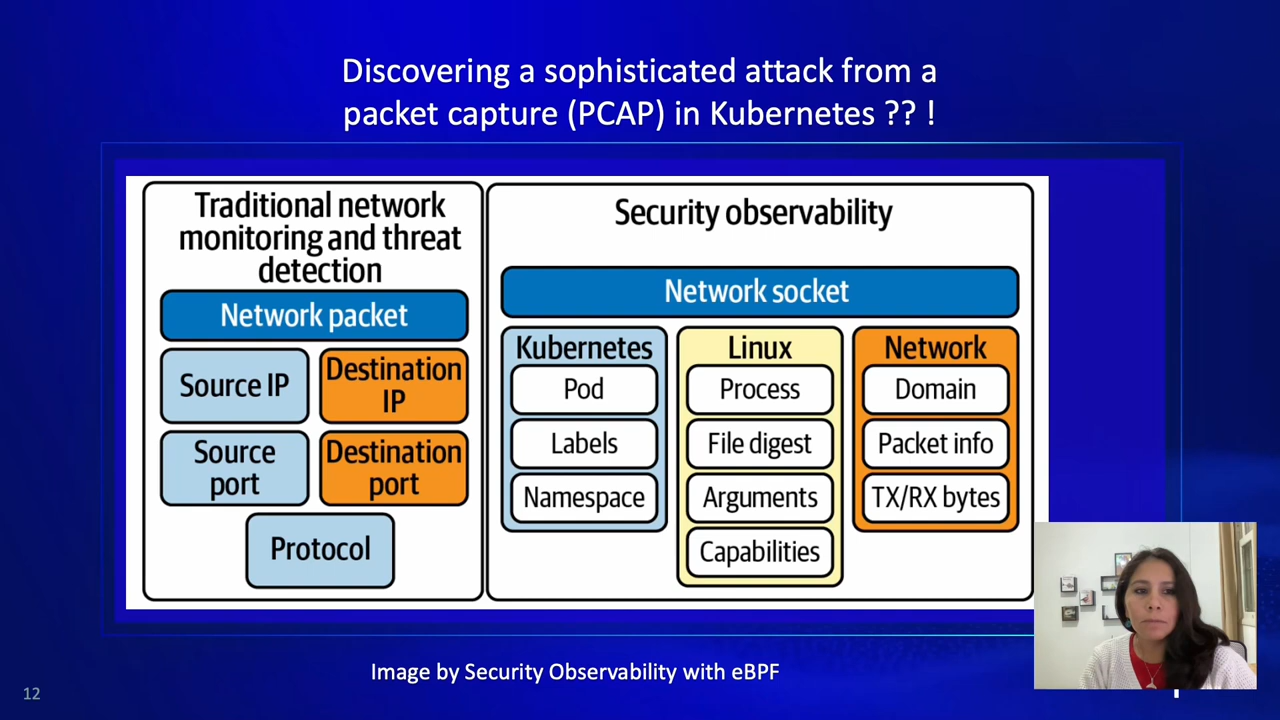 Discovering a sophisticated attack from a
packet capture (PCAP) in Kubernetes ?? !
Traditional network
monitoring and threat
detection
Network packet
Source IP
Destination
IP
Source
port
Destination
port
Protocol
Security observability
Network socket
Kubernetes
Pod
Labels
Namespace
Linux
Process
File digest
Arguments
Capabilities
Network
Domain
Packet info
TX/RX bytes
Image by Security Observability with eBPF
12